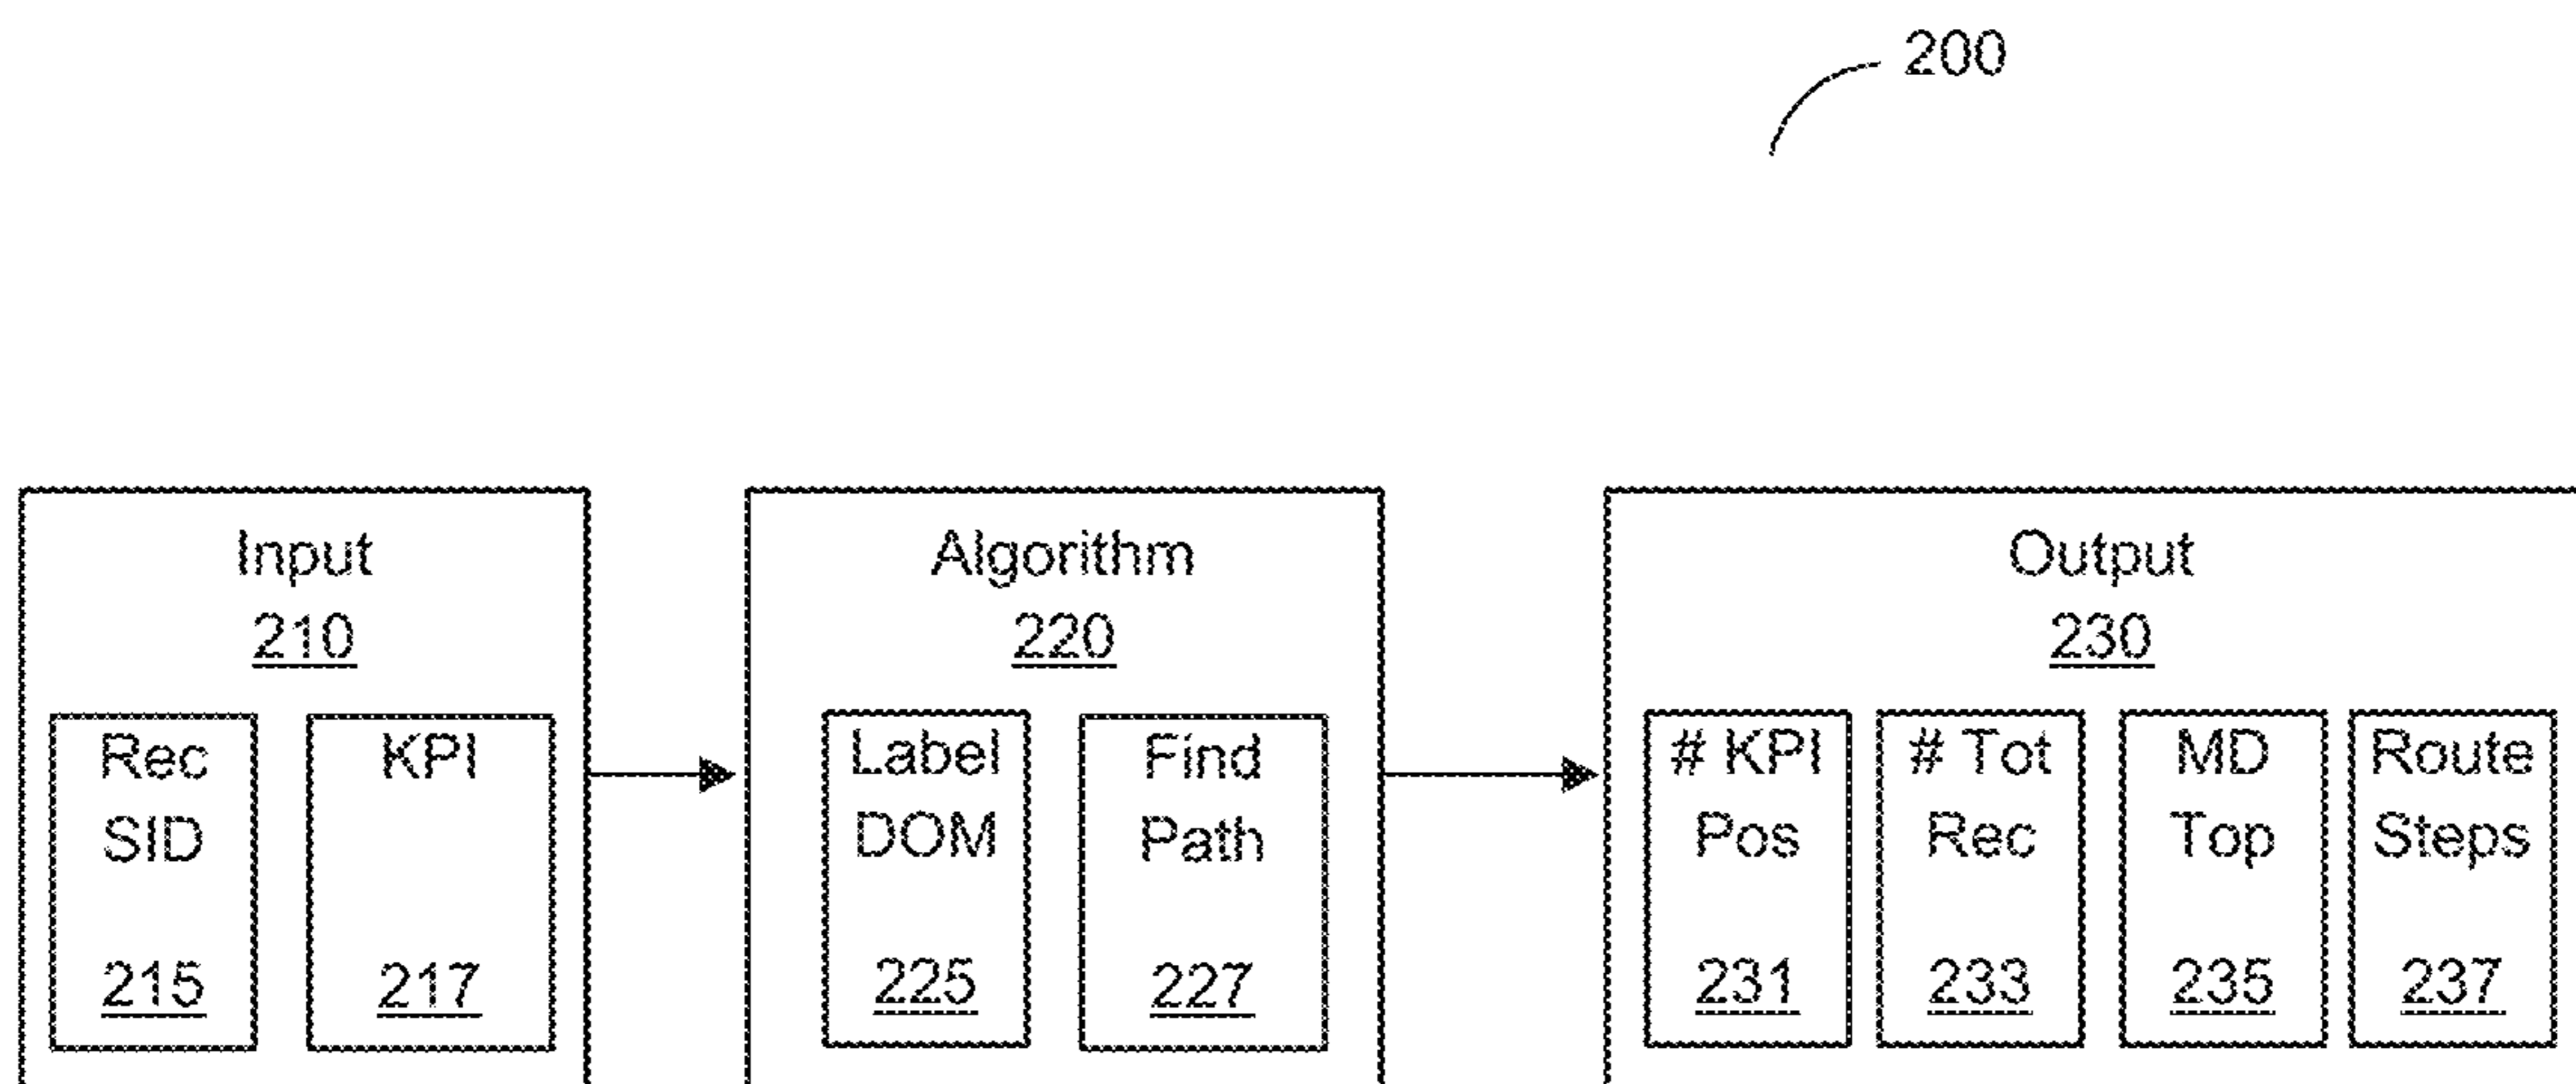 200
Input
210
Rec
SID
215
KPI
217
Algorithm
220
Label
DOM
225
Find
Path
227
Output
230
# KPI
Pos
231
# Tot
Rec
233
MD
Top
235
Route
Steps
237